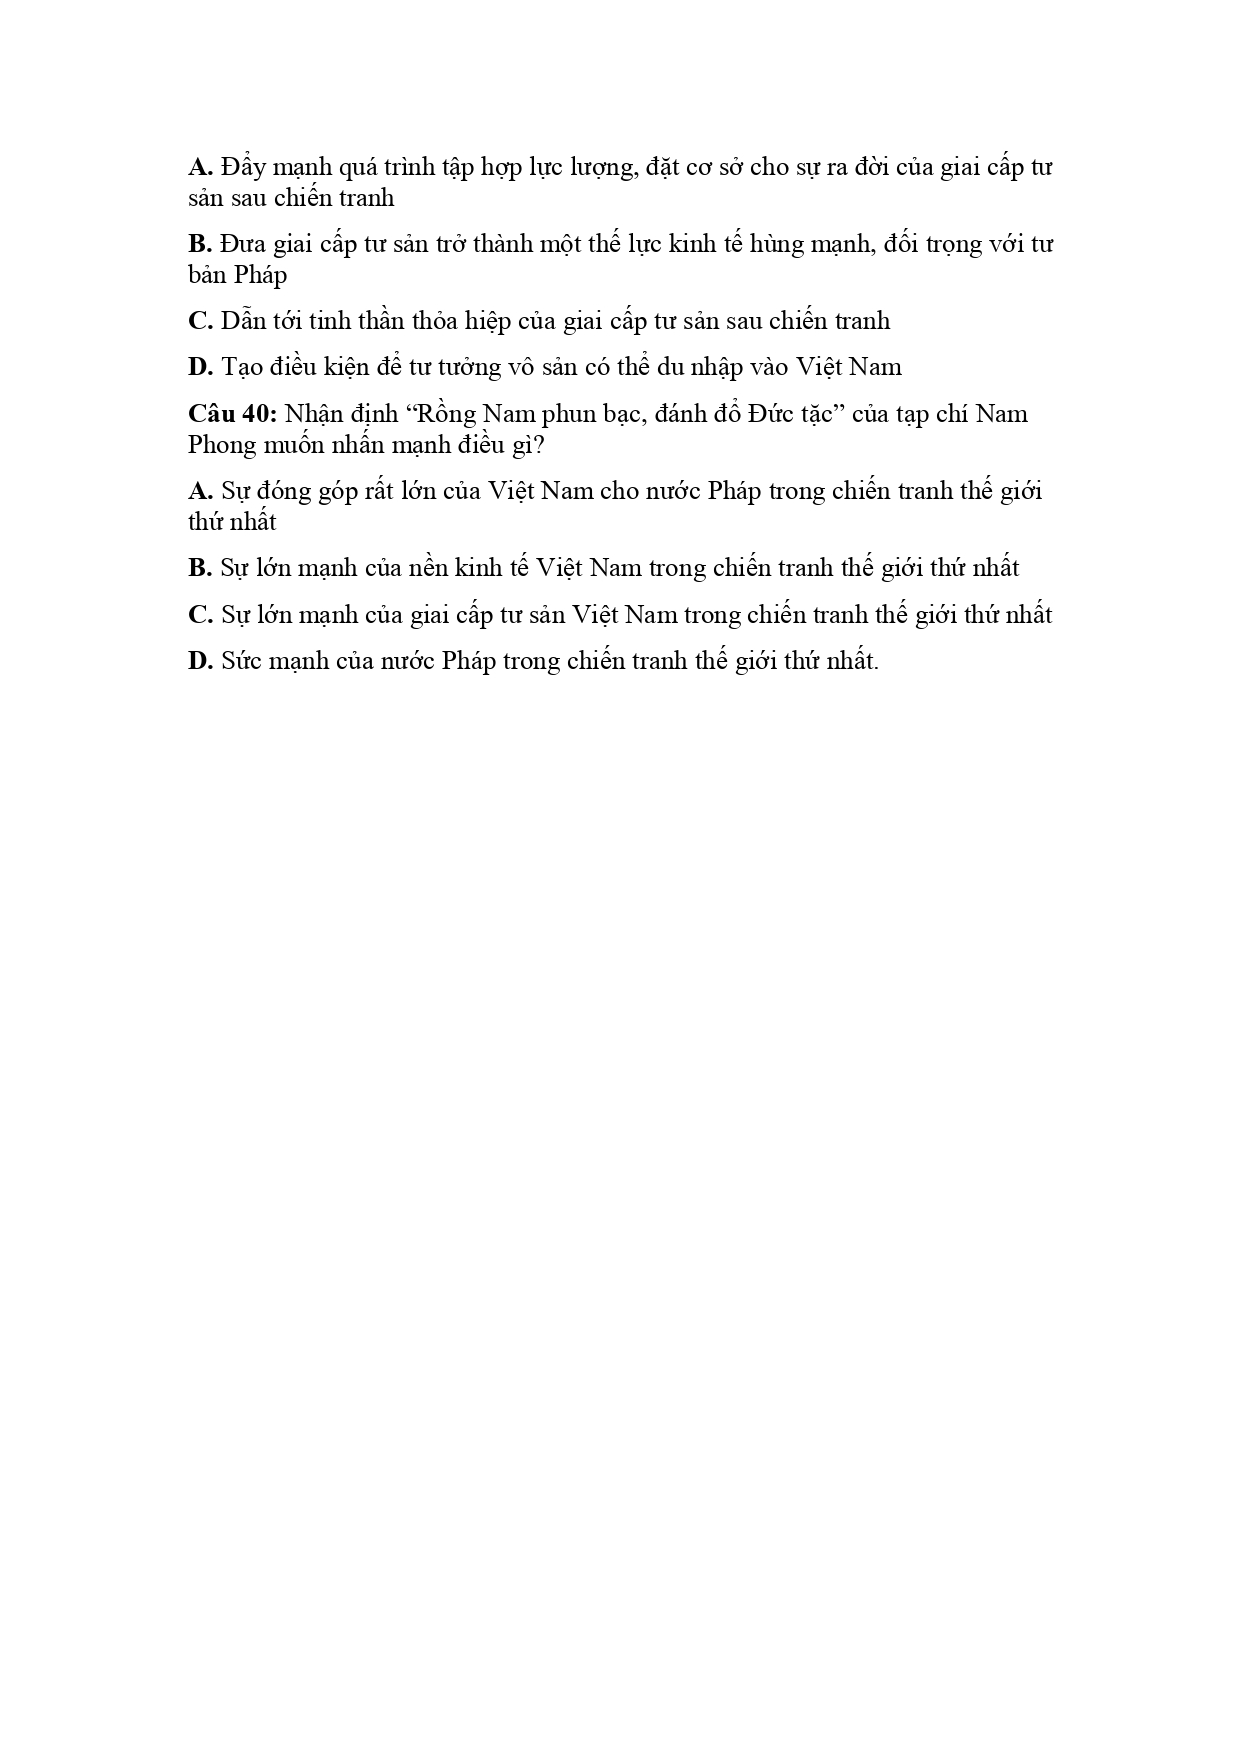 A. Đẩy mạnh quá trình tập hợp lực lượng, đặt cơ sở cho sự ra đời của giai cấp tư
sản sau chiến tranh
B. Đưa giai cấp tư sản trở thành một thế lực kinh tế hùng mạnh, đối trọng với tư
bản Pháp
C. Dẫn tới tinh thần thỏa hiệp của giai cấp tư sản sau chiến tranh
D. Tạo điều kiện để tư tưởng vô sản có thể du nhập vào Việt Nam
Câu 40: Nhận định “Rồng Nam phun bạc, đánh đổ Đức tặc” của tạp chí Nam
Phong muốn nhấn mạnh điều gì?
A. Sự đóng góp rất lớn của Việt Nam cho nước Pháp trong chiến tranh thế giới
thứ nhất
B. Sự lớn mạnh của nền kinh tế Việt Nam trong chiến tranh thế giới thứ nhất
C. Sự lớn mạnh của giai cấp tư sản Việt Nam trong chiến tranh thế giới thứ nhất
D. Sức mạnh của nước Pháp trong chiến tranh thế giới thứ nhất.